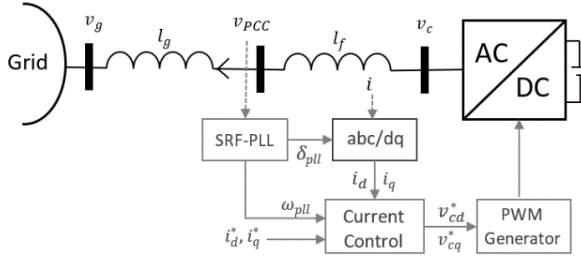 v_g
l_g
v_PCC
l_f
v_c
Grid
AC
DC
i
SRF-PLL
δ_pll
abc/dq
i_d
i_q
ω_pll
i_d^*, i_q^*
Current
Control
v_cd^*
v_cq^*
PWM
Generator